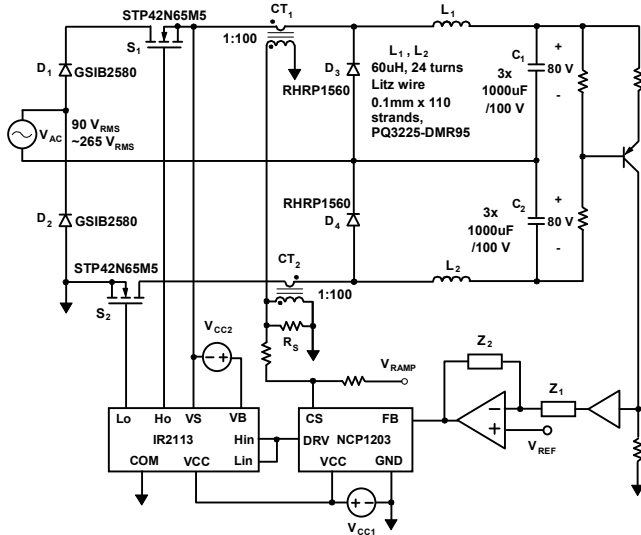 STP42N65M5
CT1
L1
S1
1:100
D1
GSIB2580
D3
RHRP1560
L1 , L2
60uH, 24 turns
Litz wire
0.1mm x 110
strands,
PQ3225-DMR95
C1
3x
1000uF
/100 V
+
80 V
-
VAC
90 VRMS
~265 VRMS
D2
GSIB2580
RHRP1560
D4
C2
3x
1000uF
/100 V
+
80 V
-
STP42N65M5
S2
CT2
1:100
L2
RS
VCC2
- +
VRAMP
Z2
Z1
Lo Ho VS VB
IR2113
Hin
Lin
COM VCC
CS FB
DRV NCP1203
VCC GND
-
+
VREF
+ -
VCC1